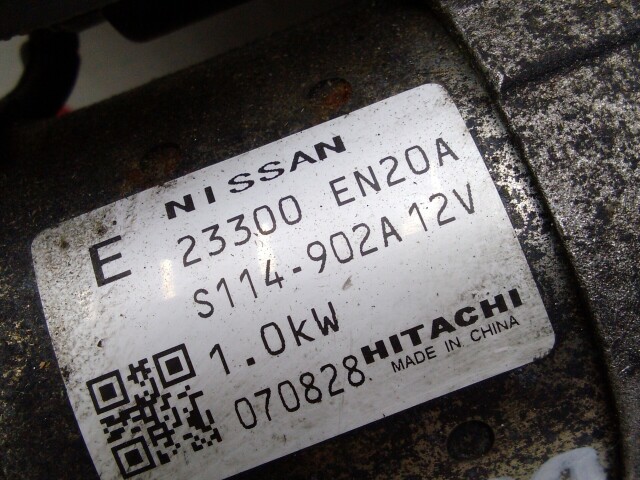 NISSAN
E 23300 EN20A
S114-902A 12V
1.0kW
070828 HITACHI
MADE IN CHINA